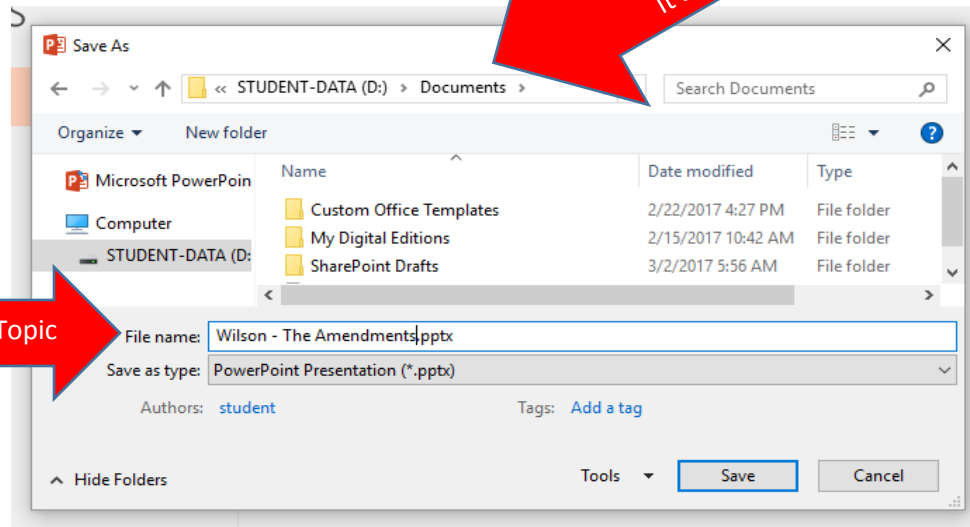 S
it
Save As
« STUDENT-DATA (D:) > Documents >
Search Documents
Organize
New folder
?
Microsoft PowerPoin
Name
Date modified
Type
Computer
Custom Office Templates
2/22/2017 4:27 PM
File folder
STUDENT-DATA (D:
My Digital Editions
2/15/2017 10:42 AM
File folder
SharePoint Drafts
3/2/2017 5:56 AM
File folder
Topic
File name: Wilson - The Amendments.pptx
Save as type: PowerPoint Presentation (*.pptx)
Authors: student
Tags: Add a tag
Hide Folders
Tools
Save
Cancel